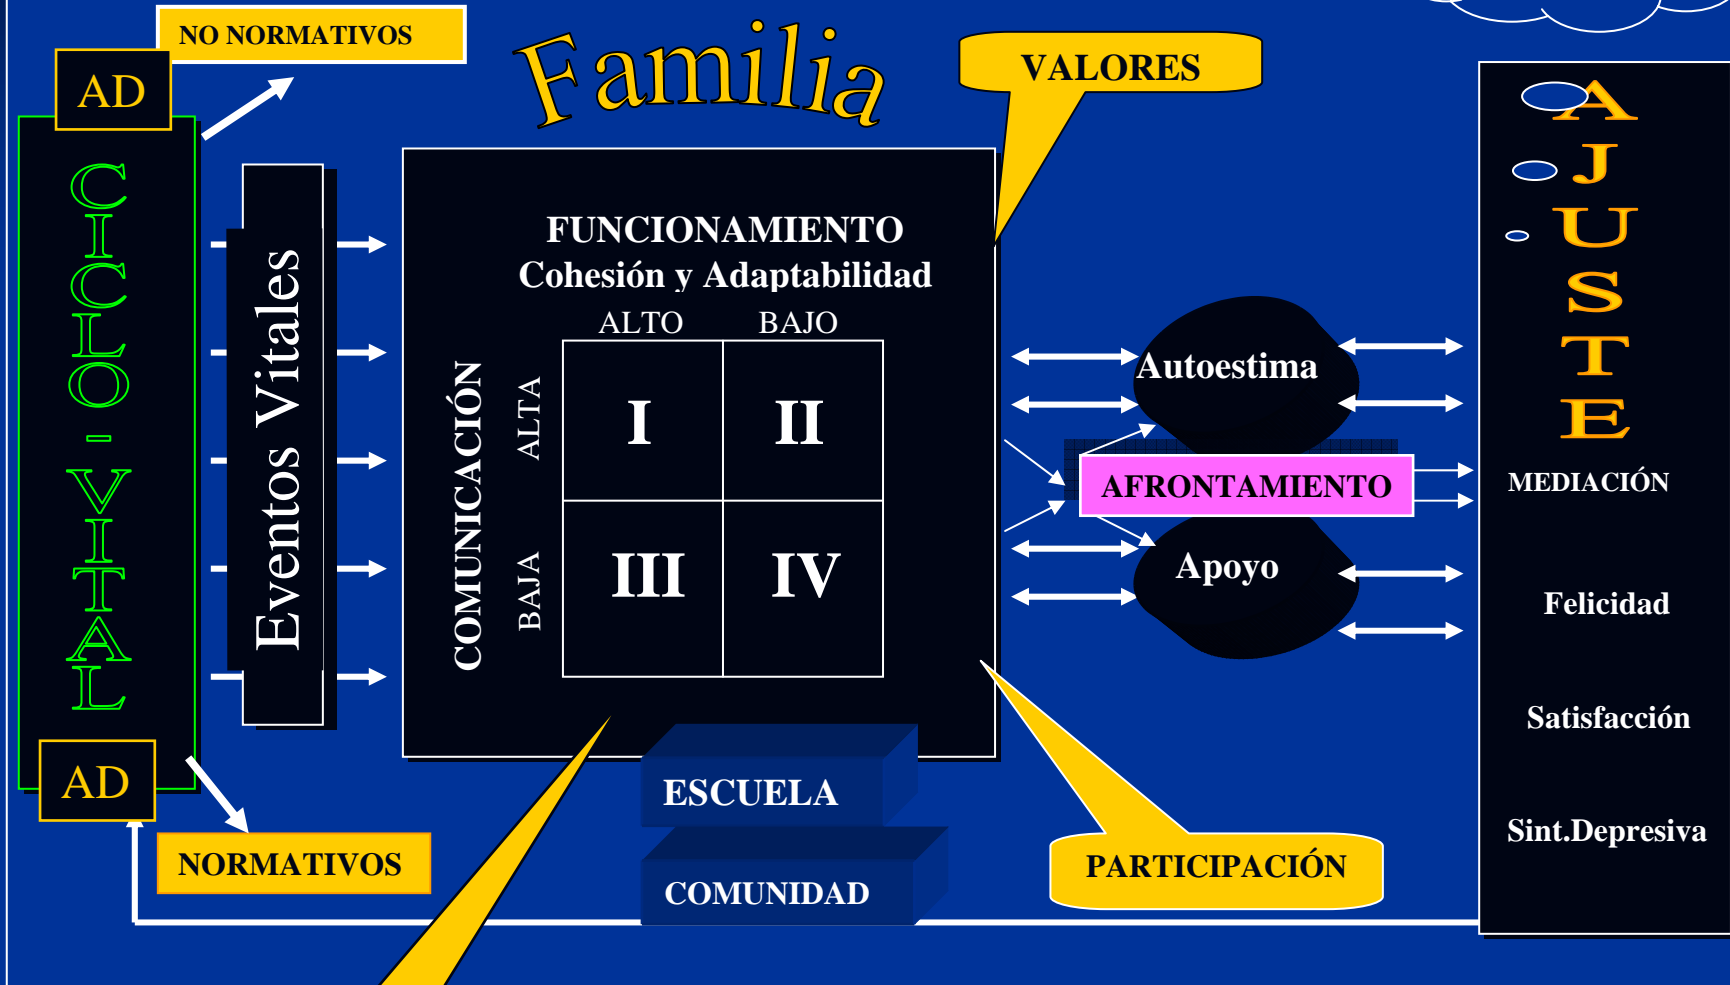 NO NORMATIVOS
AD
CICLO-VITAL
AD
NORMATIVOS
Eventos Vitales
Familia
VALORES
FUNCIONAMIENTO
Cohesión y Adaptabilidad
ALTO BAJO
COMUNICACIÓN
ALTA
BAJA
I II
III IV
ESCUELA
COMUNIDAD
Autoestima
AFRONTAMIENTO
Apoyo
PARTICIPACIÓN
AJUSTE
MEDIACIÓN
Felicidad
Satisfacción
Sint.Depresiva